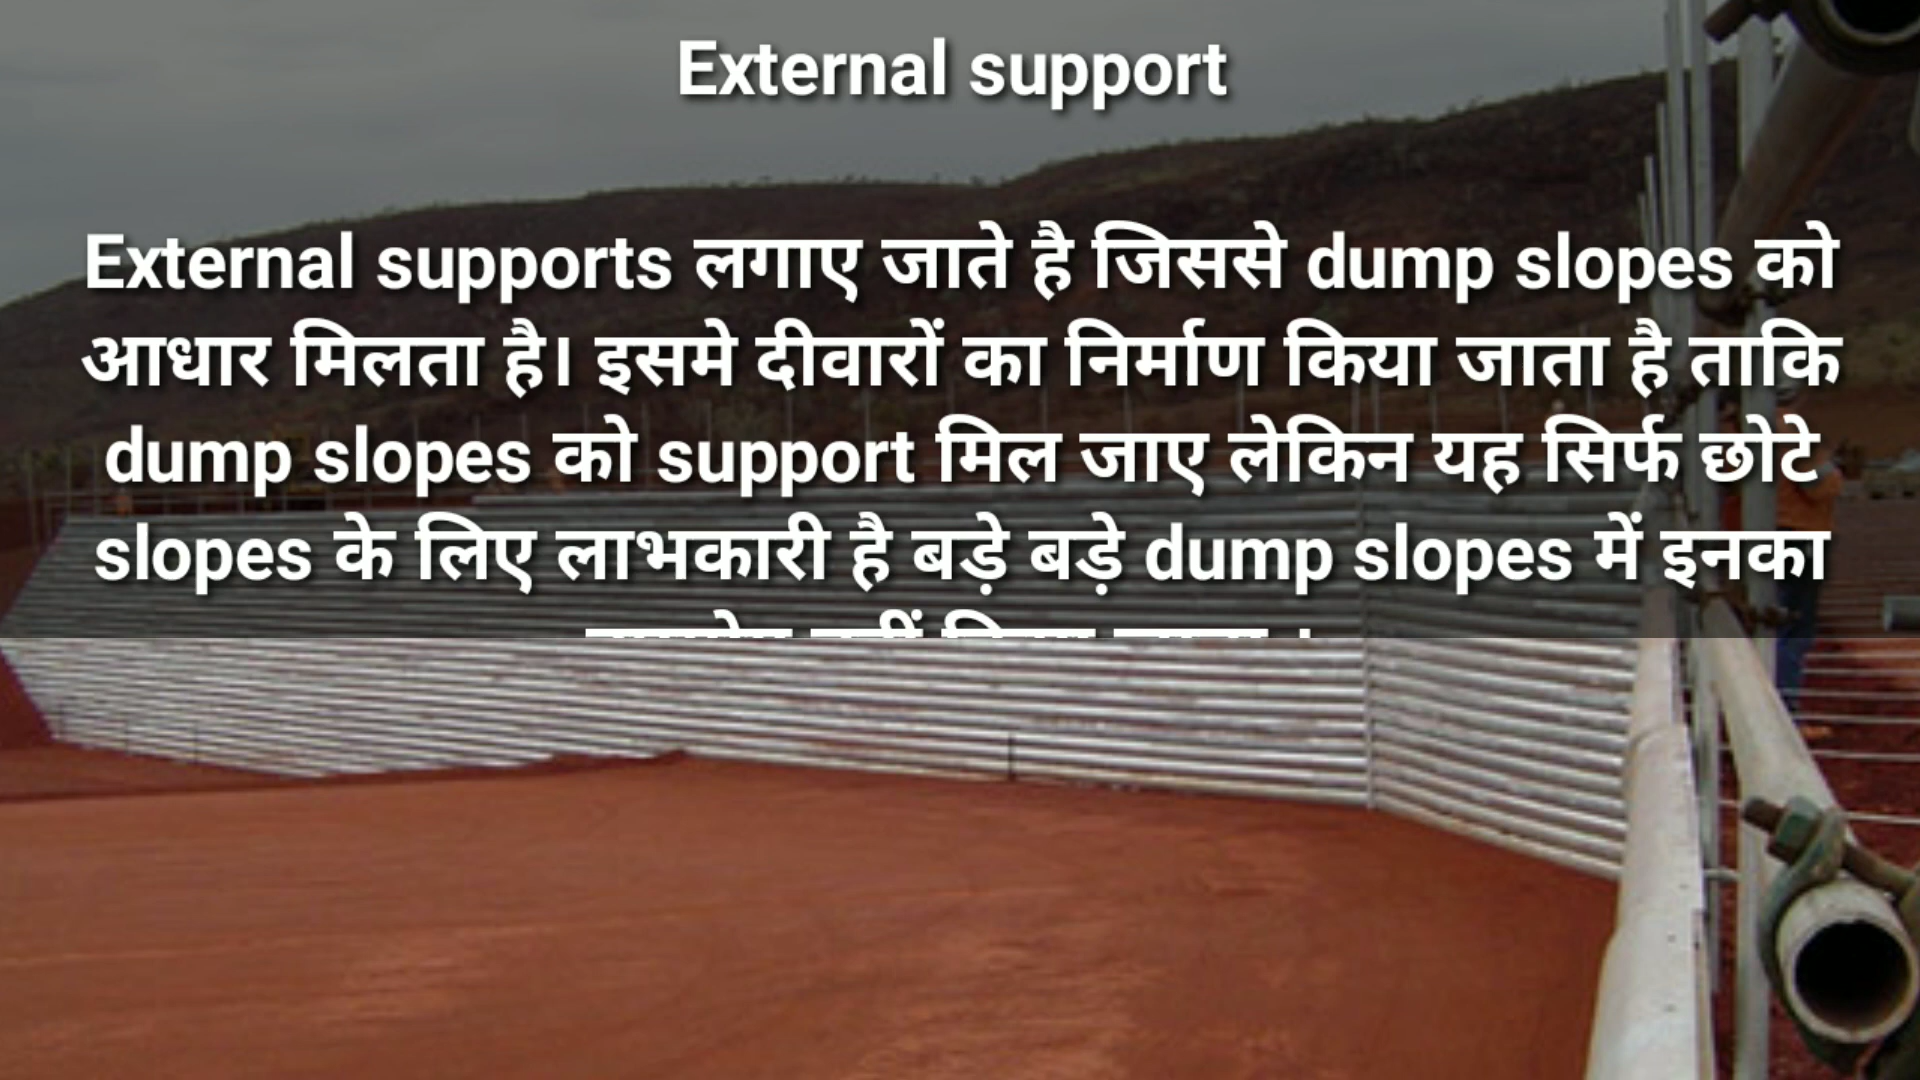 External support
External supports लगाए जाते है जिससे dump slopes को
आधार मिलता है। इसमे दीवारों का निर्माण किया जाता है ताकि
dump slopes को support मिल जाए लेकिन यह सिर्फ छोटे
slopes के लिए लाभकारी है बड़े बड़े dump slopes में इनका